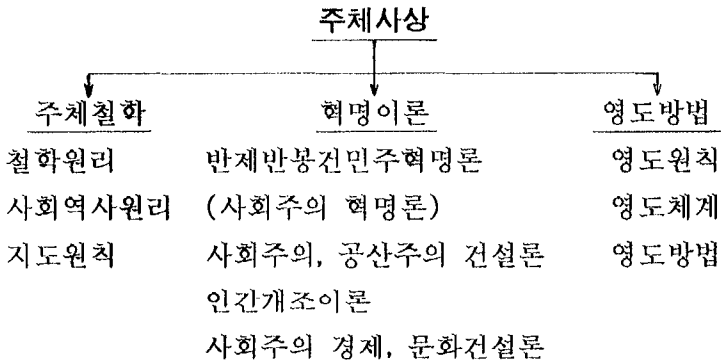 주체사상
주체철학 혁명이론 영도방법
철학원리 반제반봉건민주혁명론 영도원칙
사회역사원리 (사회주의 혁명론) 영도체계
지도원칙 사회주의, 공산주의 건설론 영도방법
인간개조이론
사회주의 경제, 문화건설론